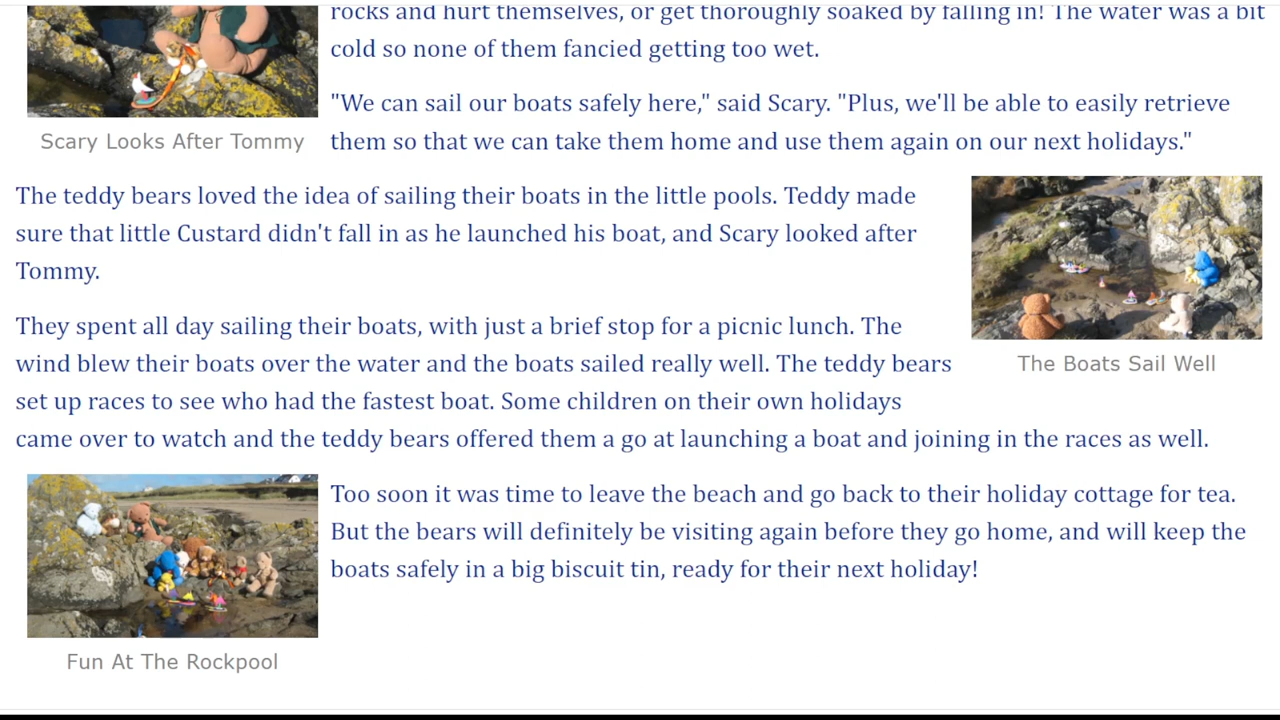 rocks and hurt themselves, or get thoroughly soaked by falling in! The water was a bit
cold so none of them fancied getting too wet.
"We can sail our boats safely here," said Scary. "Plus, we'll be able to easily retrieve
them so that we can take them home and use them again on our next holidays."
Scary Looks After Tommy
The teddy bears loved the idea of sailing their boats in the little pools. Teddy made
sure that little Custard didn't fall in as he launched his boat, and Scary looked after
Tommy.
They spent all day sailing their boats, with just a brief stop for a picnic lunch. The
wind blew their boats over the water and the boats sailed really well. The teddy bears
set up races to see who had the fastest boat. Some children on their own holidays
came over to watch and the teddy bears offered them a go at launching a boat and joining in the races as well.
The Boats Sail Well
Too soon it was time to leave the beach and go back to their holiday cottage for tea.
But the bears will definitely be visiting again before they go home, and will keep the
boats safely in a big biscuit tin, ready for their next holiday!
Fun At The Rockpool